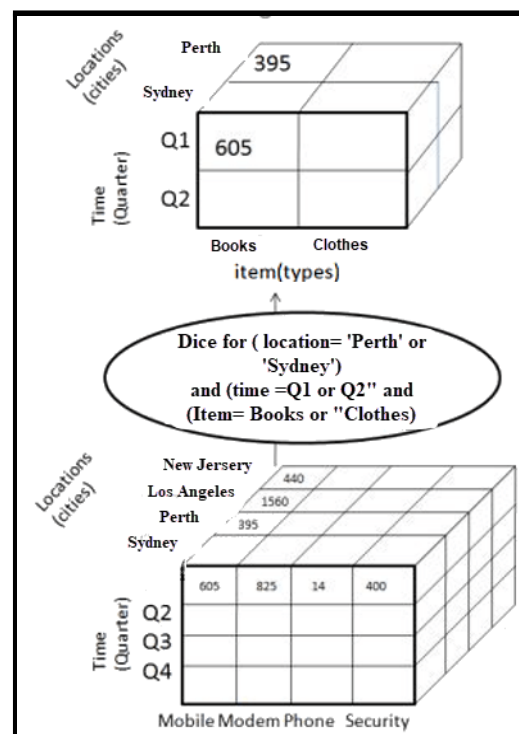 Locations
(cities)
Perth
395
Sydney
Q1
605
Time
(Quarter)
Q2
Books Clothes
item(types)
Dice for ( location= 'Perth' or
'Sydney')
and (time =Q1 or Q2" and
(Item= Books or "Clothes)
Locations
(cities)
New Jersery
440
Los Angeles
1560
Perth
395
Sydney
605 825 14 400
Time
(Quarter)
Q2
Q3
Q4
Mobile Modem Phone Security